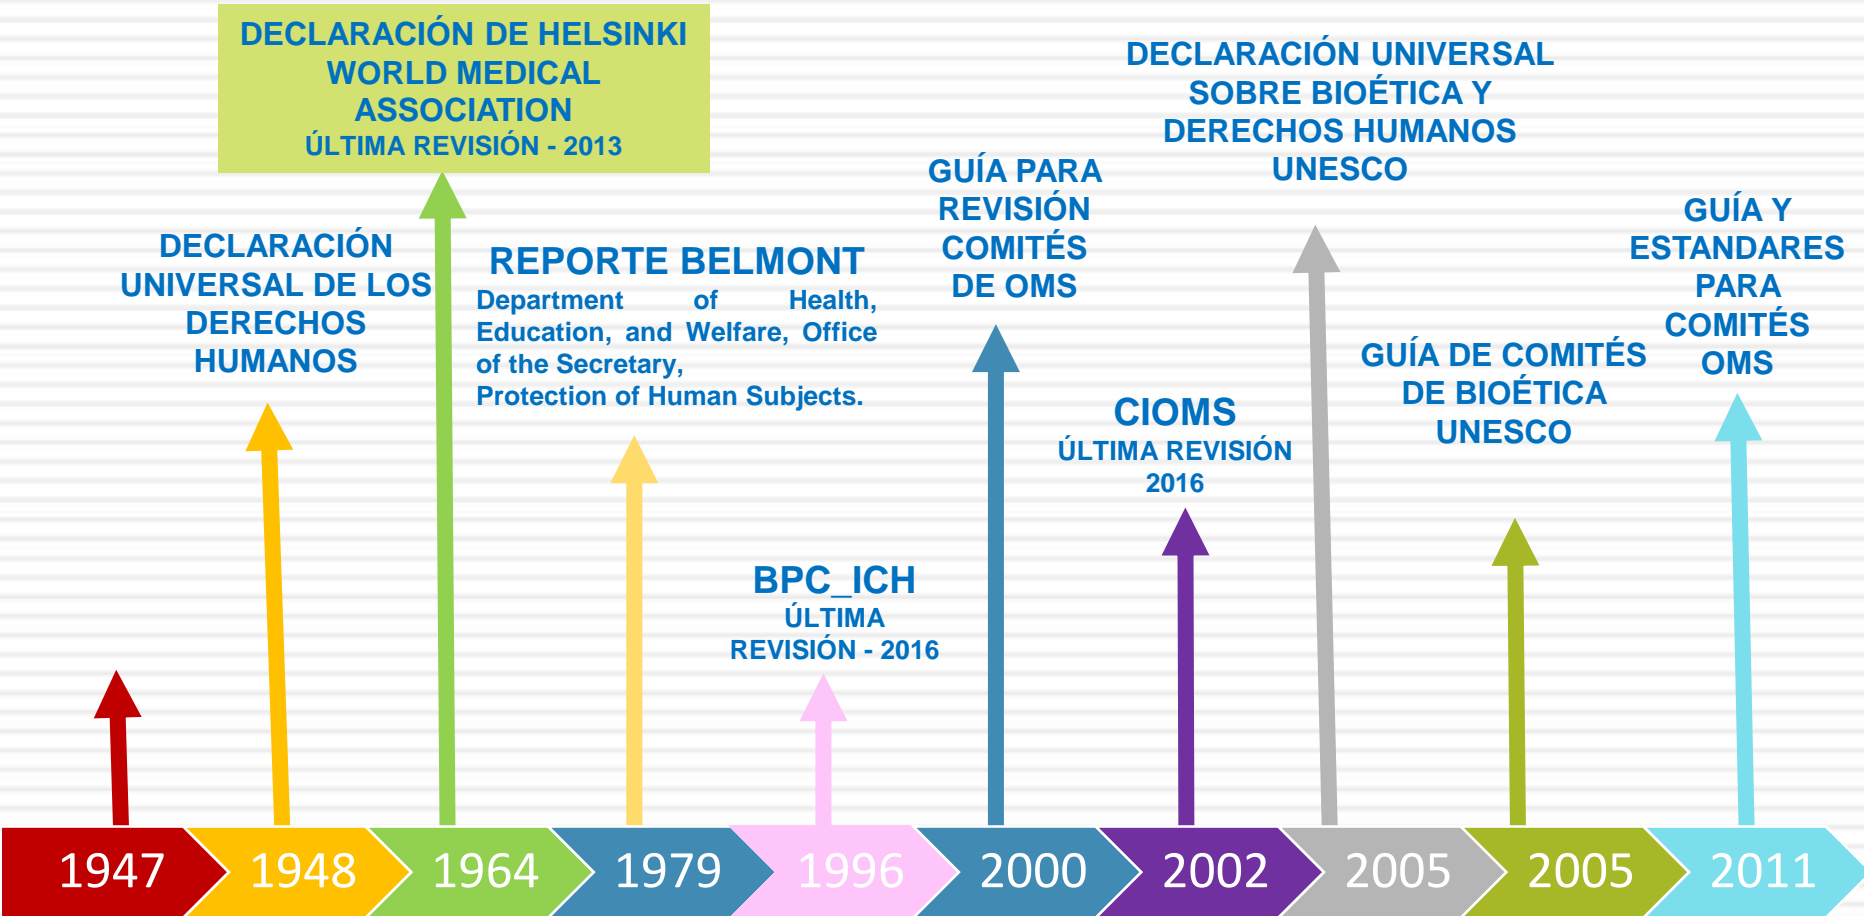 DECLARACIÓN DE HELSINKI
WORLD MEDICAL
ASSOCIATION
ÚLTIMA REVISIÓN - 2013
DECLARACIÓN
UNIVERSAL DE LOS
DERECHOS
HUMANOS
REPORTE BELMONT
Department of Health,
Education, and Welfare, Office
of the Secretary,
Protection of Human Subjects.
BPC_ICH
ÚLTIMA
REVISIÓN - 2016
GUÍA PARA
REVISIÓN
COMITÉS
DE OMS
CIOMS
ÚLTIMA REVISIÓN
2016
DECLARACIÓN UNIVERSAL
SOBRE BIOÉTICA Y
DERECHOS HUMANOS
UNESCO
GUÍA DE COMITÉS
DE BIOÉTICA
UNESCO
GUÍA Y
ESTANDARES
PARA
COMITÉS
OMS
1947
1948
1964
1979
1996
2000
2002
2005
2005
2011